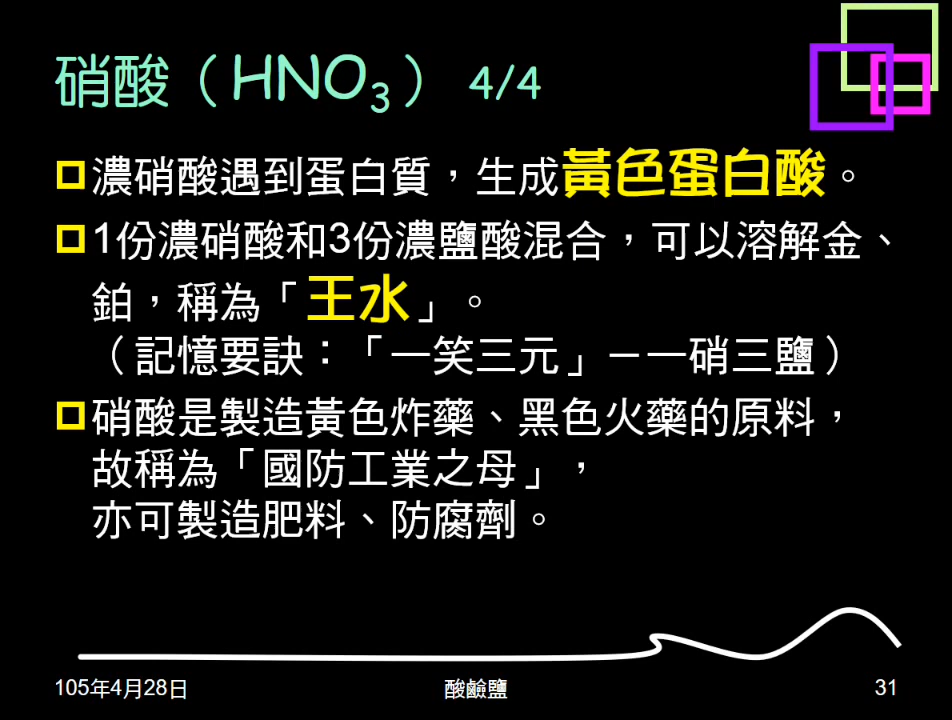 硝酸（HNO₃） 4/4
濃硝酸遇到蛋白質，生成黃色蛋白酸。
1份濃硝酸和3份濃鹽酸混合，可以溶解金、
鉑，稱為「王水」。
（記憶要訣：「一笑三元」－一硝三鹽）
硝酸是製造黃色炸藥、黑色火藥的原料，
故稱為「國防工業之母」，
亦可製造肥料、防腐劑。
105年4月28日
酸鹼鹽
31